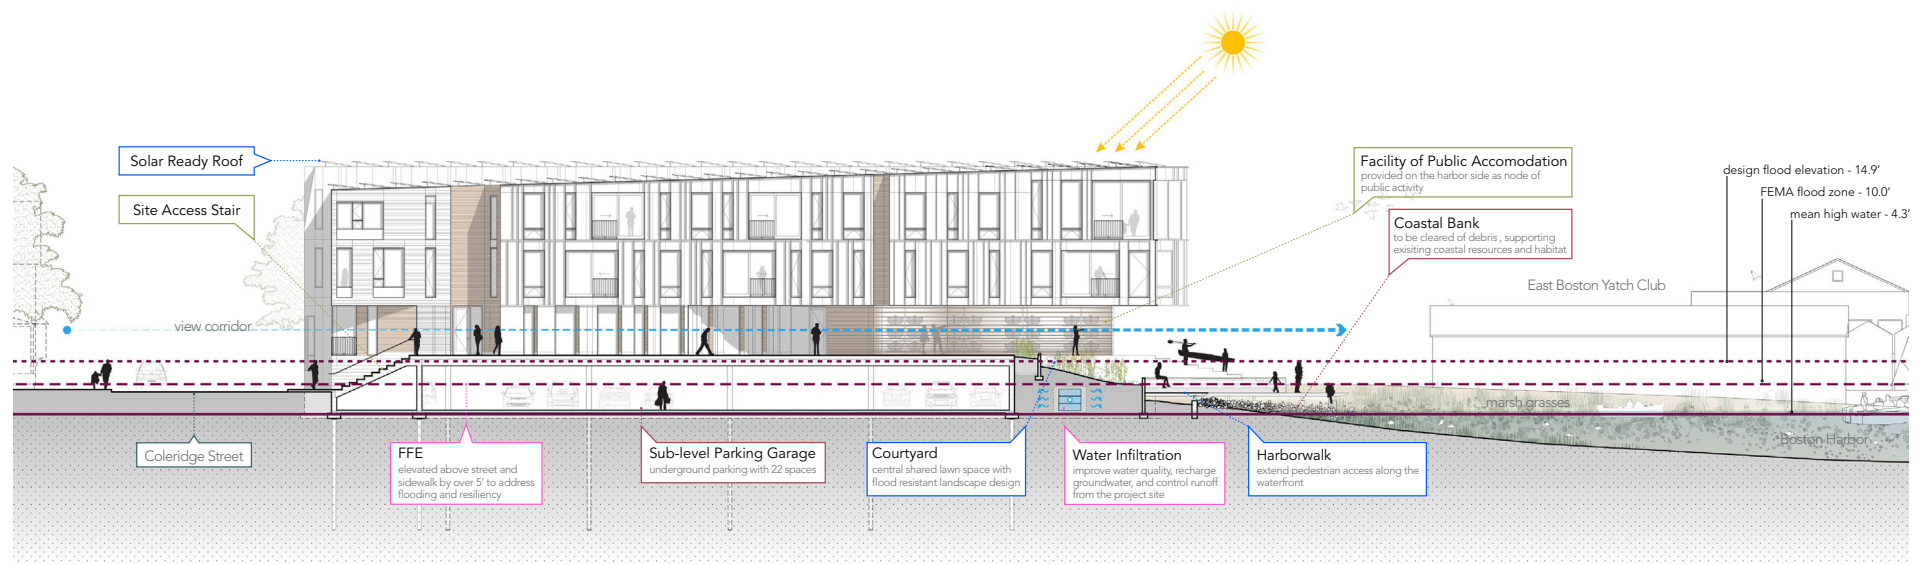 Solar Ready Roof
Site Access Stair
view corridor
Facility of Public Accomodation
provided on the harbor side as node of
public activity
Coastal Bank
to be cleared of debris , supporting
exisiting coastal resources and habitat
design flood elevation - 14.9'
FEMA flood zone - 10.0'
mean high water - 4.3'
East Boston Yatch Club
marsh grasses
Boston Harbor
Coleridge Street
FFE
elevated above street and
sidewalk by over 5' to address
flooding and resiliency
Sub-level Parking Garage
underground parking with 22 spaces
Courtyard
central shared lawn space with
flood resistant landscape design
Water Infiltration
improve water quality, recharge
groundwater, and control runoff
from the project site
Harborwalk
extend pedestrian access along the
waterfront